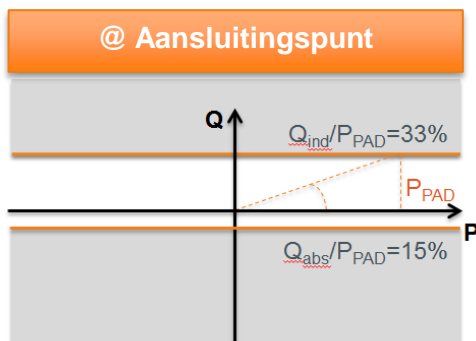 @ Aansluitingspunt
Q
Qind/PPAD=33%
PPAD
P
Qabs/PPAD=15%